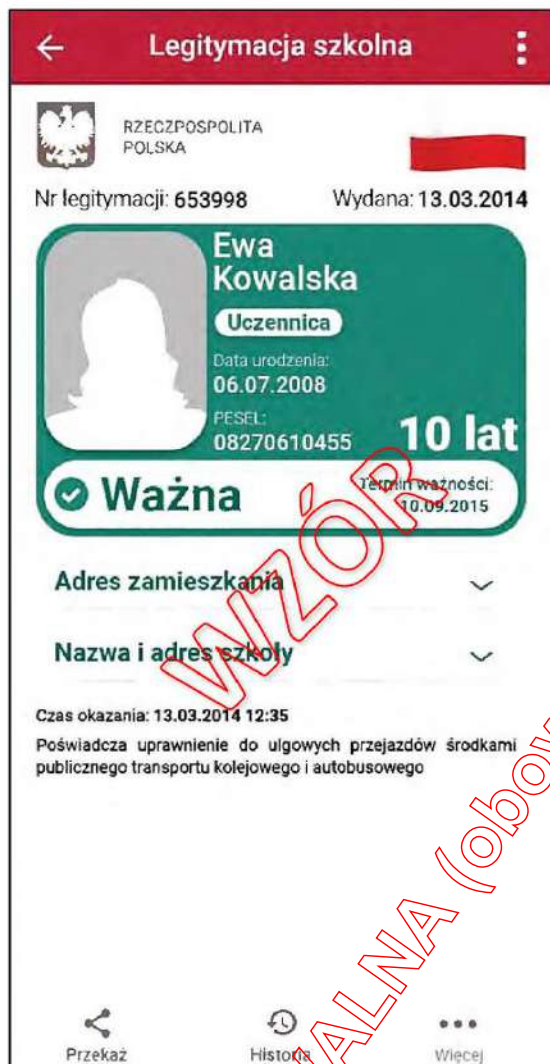 Legitymacja szkolna
RZECZPOSPOLITA
POLSKA
Nr legitymacji: 653998 Wydana: 13.03.2014
Ewa
Kowalska
Uczennica
Data urodzenia:
06.07.2008
PESEL:
08270610455
10 lat
Ważna
Termin ważności:
10.09.2015
WZÓR
Adres zamieszkania
Nazwa i adres szkoły
Czas okazania: 13.03.2014 12:35
Poświadcza uprawnienie do ulgowych przejazdów środkami
publicznego transportu kolejowego i autobusowego
Przekaż Historia Więcej